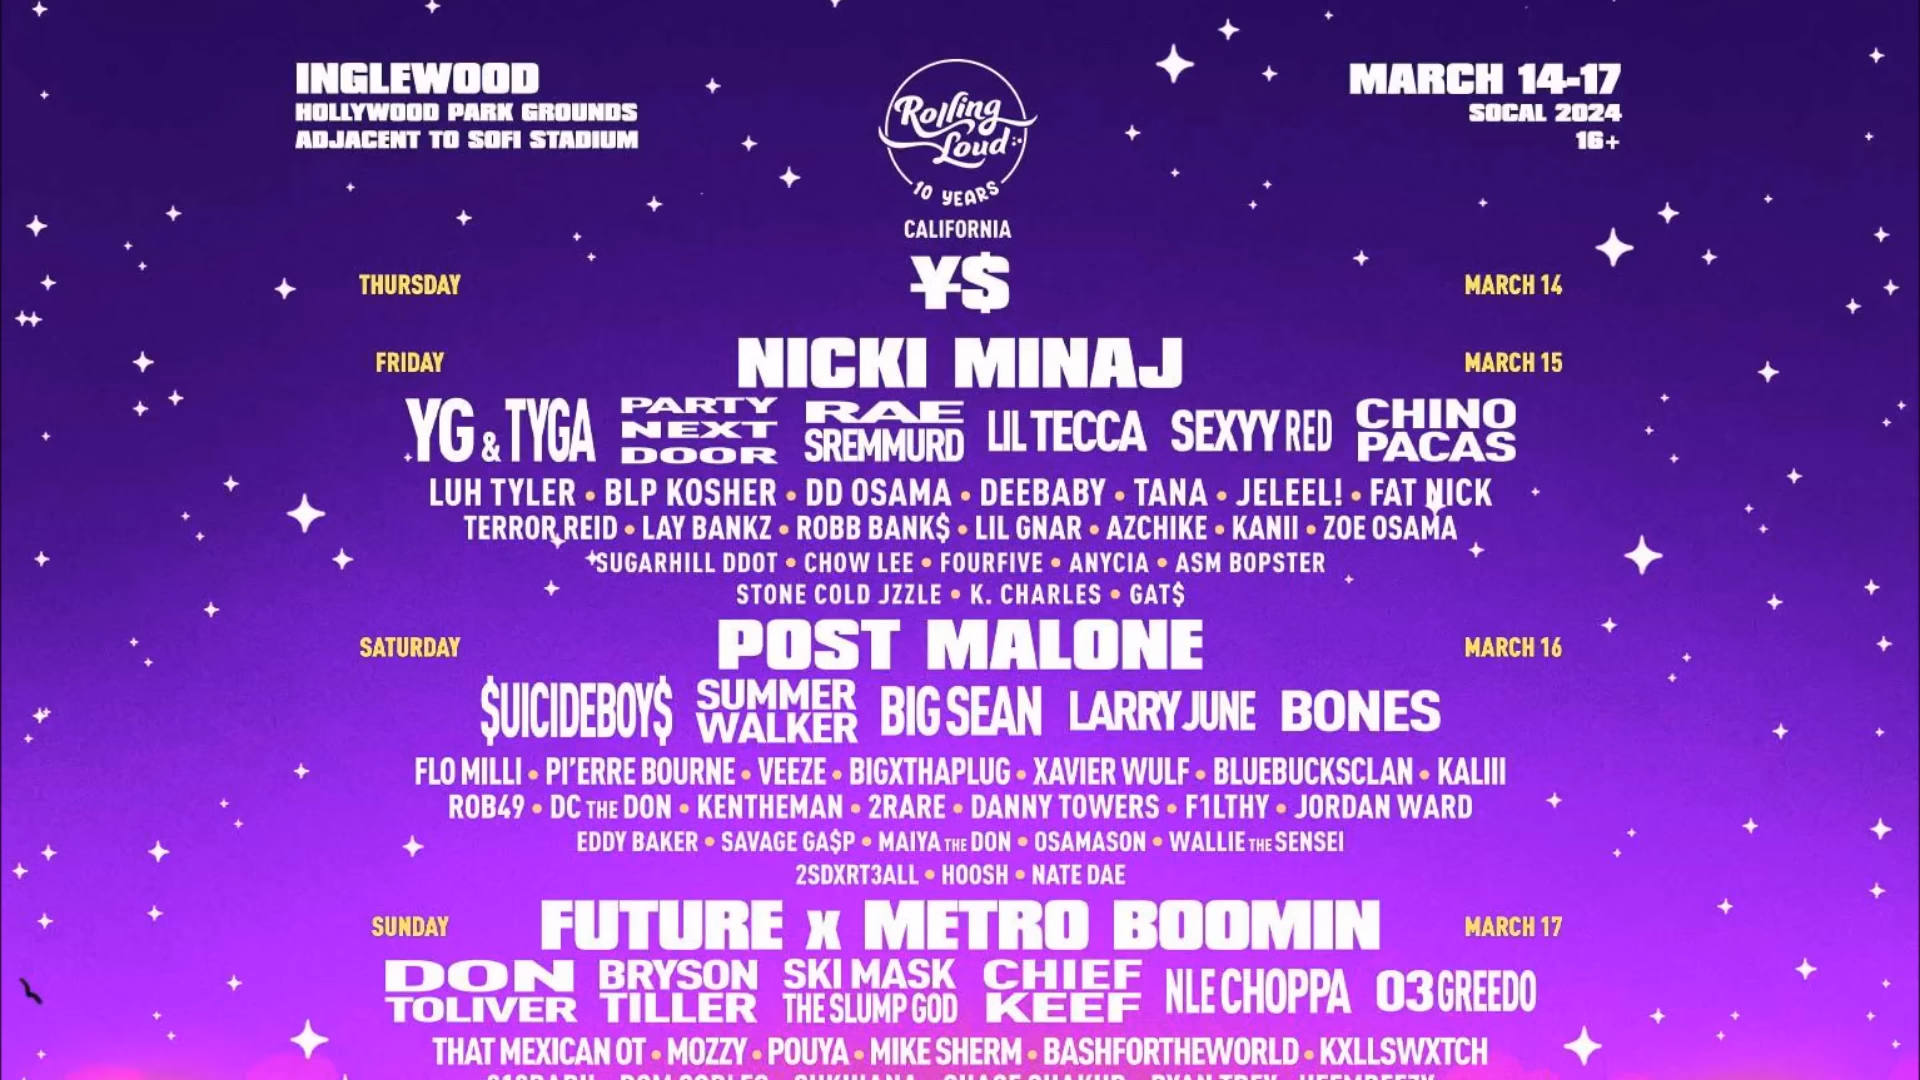 INGLEWOOD
HOLLYWOOD PARK GROUNDS
ADJACENT TO SOFI STADIUM
Rolling
Loud
10 YEARS
CALIFORNIA
MARCH 14-17
SOCAL 2024
16+
THURSDAY
¥$
MARCH 14
FRIDAY
NICKI MINAJ
MARCH 15
YG & TYGA PARTY NEXT DOOR RAE SREMMURD LIL TECCA SEXYY RED CHINO PACAS
LUH TYLER • BLP KOSHER • DD OSAMA • DEEBABY • TANA • JELEEL! • FAT NICK
TERROR REID • LAY BANKZ • ROBB BANK$ • LIL GNAR • AZCHIKE • KANII • ZOE OSAMA
SUGARHILL DDOT • CHOW LEE • FOURFIVE • ANYCIA • ASM BOPSTER
STONE COLD JZZLE • K. CHARLES • GAT$
SATURDAY
POST MALONE
MARCH 16
$UICIDEBOY$ SUMMER WALKER BIG SEAN LARRY JUNE BONES
FLO MILLI • PI'ERRE BOURNE • VEEZE • BIGXTHAPLUG • XAVIER WULF • BLUEBUCKSCLAN • KALIII
ROB49 • DC THE DON • KENTHEMAN • 2RARE • DANNY TOWERS • F1LTHY • JORDAN WARD
EDDY BAKER • SAVAGE GA$P • MAIYA THE DON • OSAMASON • WALLIE THE SENSEI
2SDXRT3ALL • HOOSH • NATE DAE
SUNDAY
FUTURE x METRO BOOMIN
MARCH 17
DON TOLIVER BRYSON TILLER SKI MASK THE SLUMP GOD CHIEF KEEF NLE CHOPPA 03 GREEDO
THAT MEXICAN OT • MOZZY • POUYA • MIKE SHERM • BASHFORTHEWORLD • KXLLSWXTCH